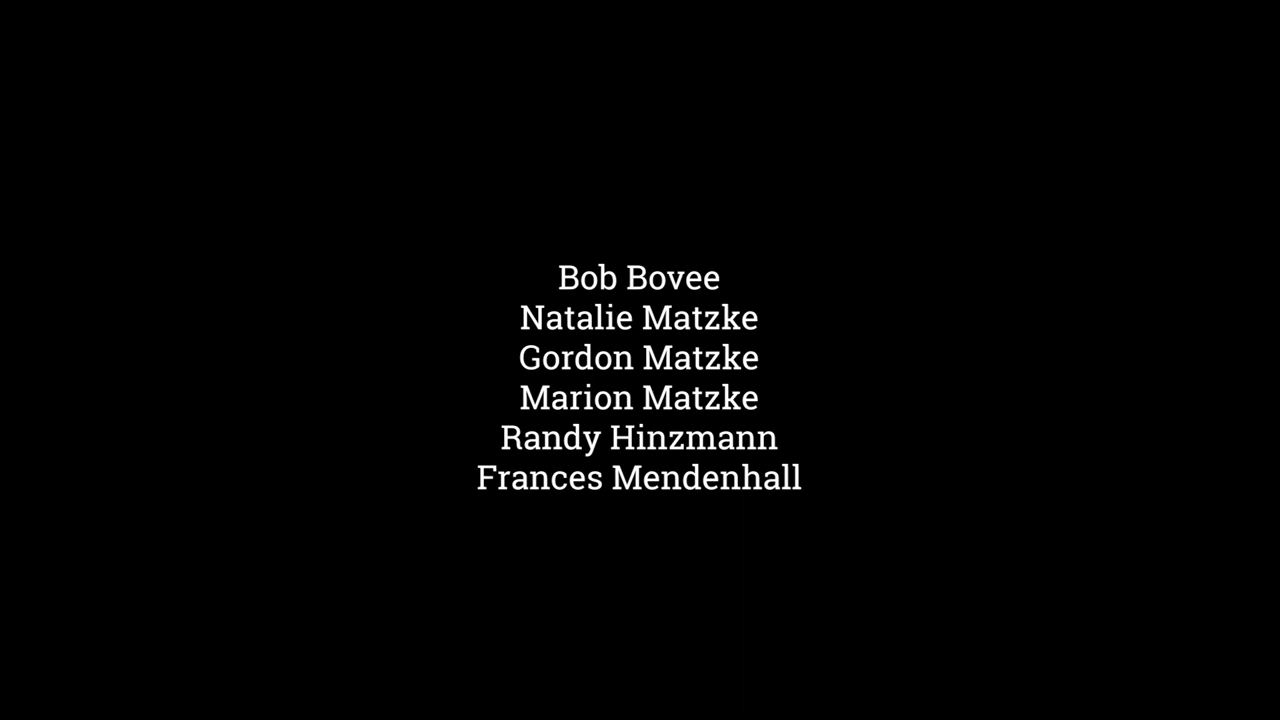 Bob Bovee
Natalie Matzke
Gordon Matzke
Marion Matzke
Randy Hinzmann
Frances Mendenhall